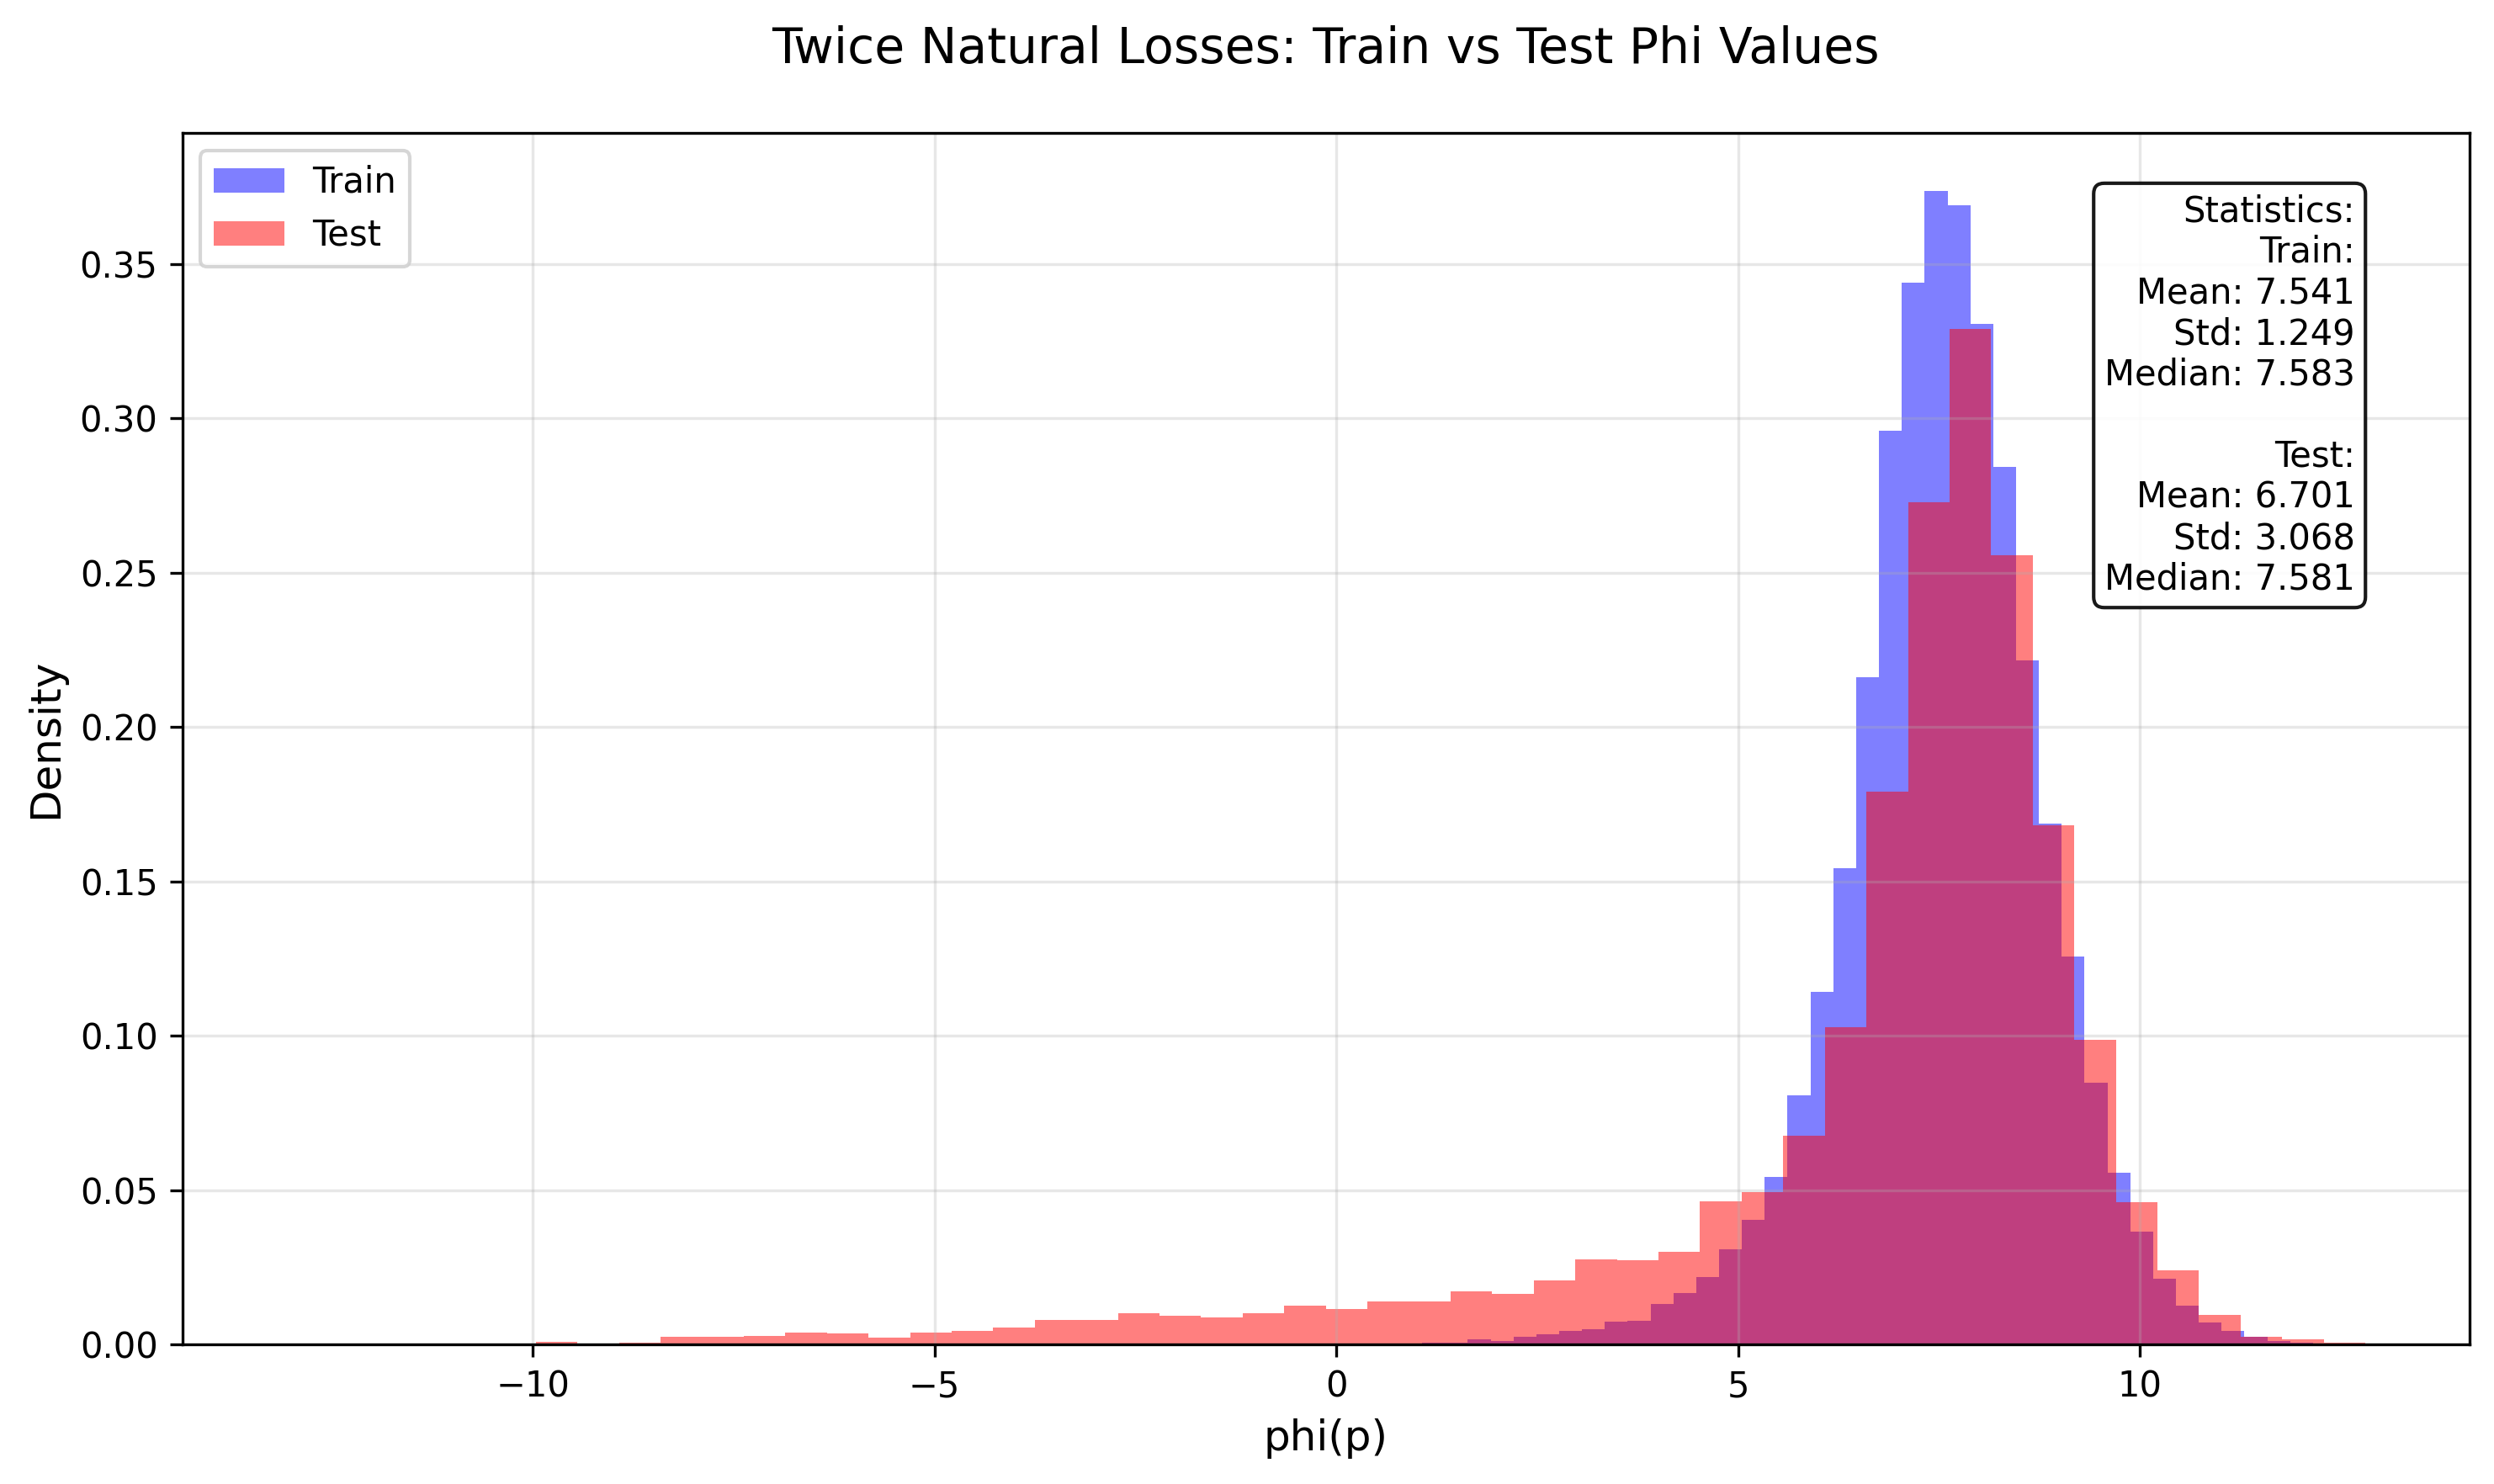 Twice Natural Losses: Train vs Test Phi Values
Train
Test
Statistics:
Train:
Mean: 7.541
Std: 1.249
Median: 7.583
Test:
Mean: 6.701
Std: 3.068
Median: 7.581
Density
0.35
0.30
0.25
0.20
0.15
0.10
0.05
0.00
−10
−5
0
5
10
phi(p)